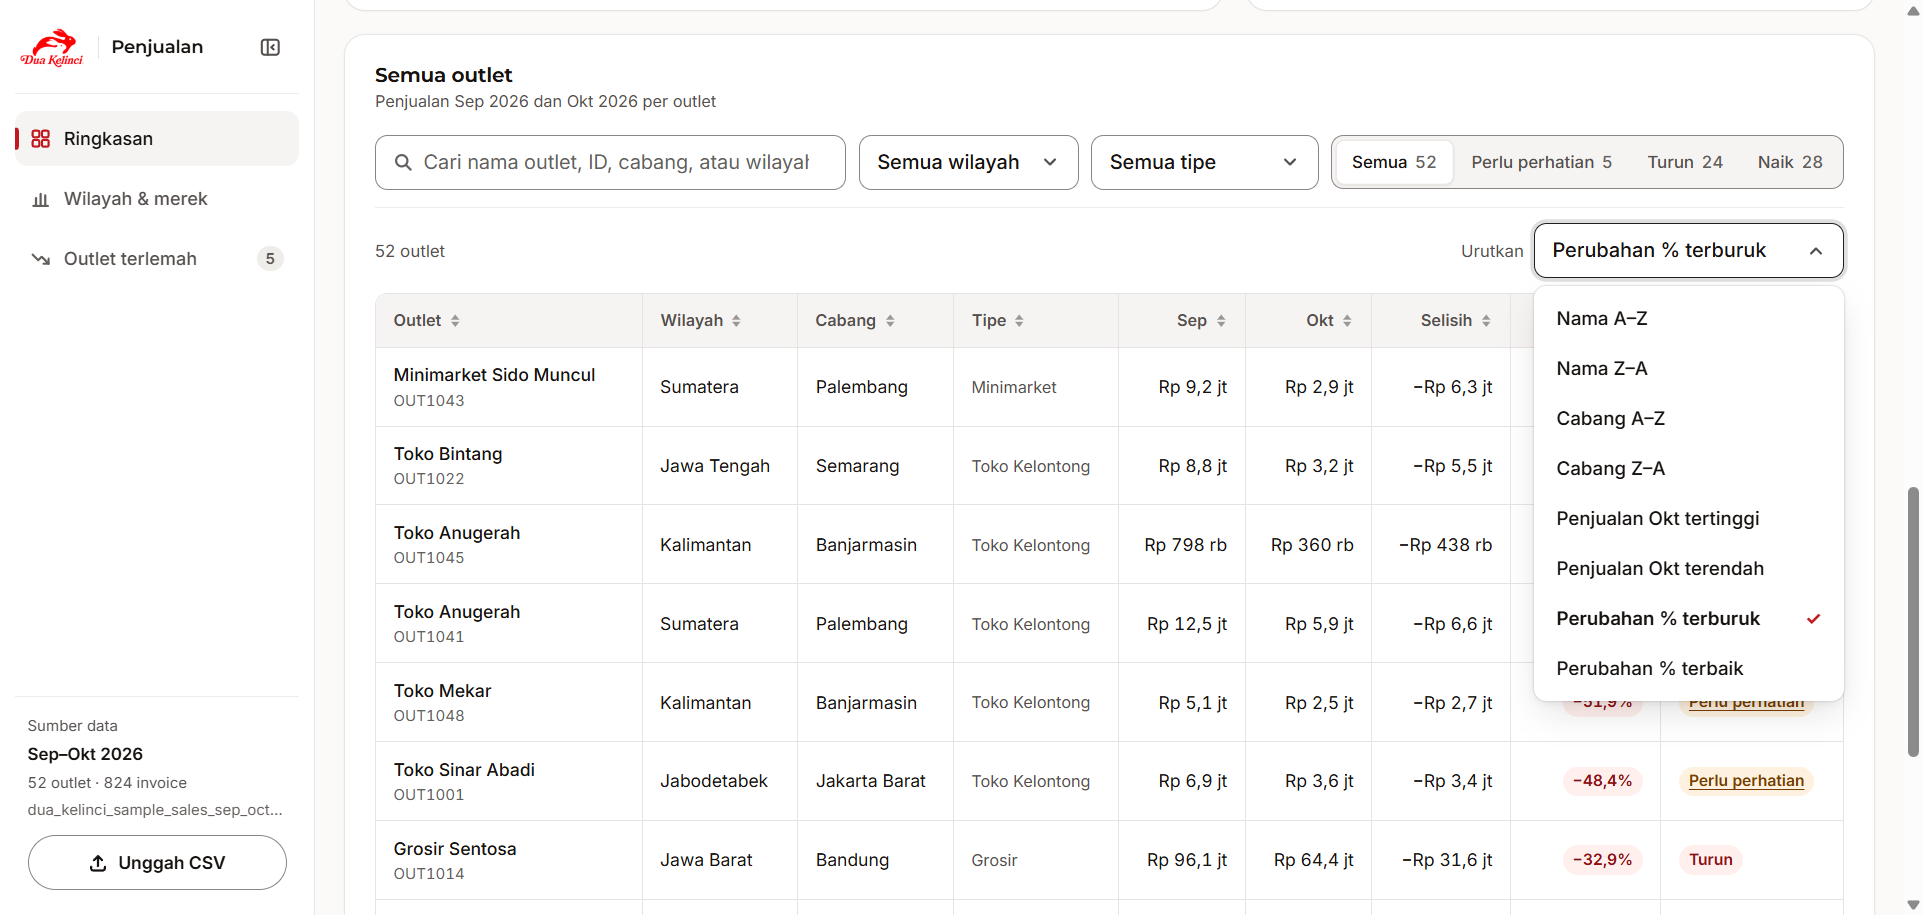 Dua Kelinci
Penjualan
Ringkasan
Wilayah & merek
Outlet terlemah 5
Sumber data
Sep–Okt 2026
52 outlet · 824 invoice
dua_kelinci_sample_sales_sep_oct...
Unggah CSV
Semua outlet
Penjualan Sep 2026 dan Okt 2026 per outlet
Cari nama outlet, ID, cabang, atau wilayah
Semua wilayah
Semua tipe
Semua 52 Perlu perhatian 5 Turun 24 Naik 28
52 outlet
Urutkan Perubahan % terburuk
Nama A–Z
Nama Z–A
Cabang A–Z
Cabang Z–A
Penjualan Okt tertinggi
Penjualan Okt terendah
Perubahan % terburuk
Perubahan % terbaik
Outlet Wilayah Cabang Tipe Sep Okt Selisih
Minimarket Sido Muncul
OUT1043
Sumatera Palembang Minimarket Rp 9,2 jt Rp 2,9 jt −Rp 6,3 jt
Toko Bintang
OUT1022
Jawa Tengah Semarang Toko Kelontong Rp 8,8 jt Rp 3,2 jt −Rp 5,5 jt
Toko Anugerah
OUT1045
Kalimantan Banjarmasin Toko Kelontong Rp 798 rb Rp 360 rb −Rp 438 rb
Toko Anugerah
OUT1041
Sumatera Palembang Toko Kelontong Rp 12,5 jt Rp 5,9 jt −Rp 6,6 jt
Toko Mekar
OUT1048
Kalimantan Banjarmasin Toko Kelontong Rp 5,1 jt Rp 2,5 jt −Rp 2,7 jt −51,9% Perlu perhatian
Toko Sinar Abadi
OUT1001
Jabodetabek Jakarta Barat Toko Kelontong Rp 6,9 jt Rp 3,6 jt −Rp 3,4 jt −48,4% Perlu perhatian
Grosir Sentosa
OUT1014
Jawa Barat Bandung Grosir Rp 96,1 jt Rp 64,4 jt −Rp 31,6 jt −32,9% Turun